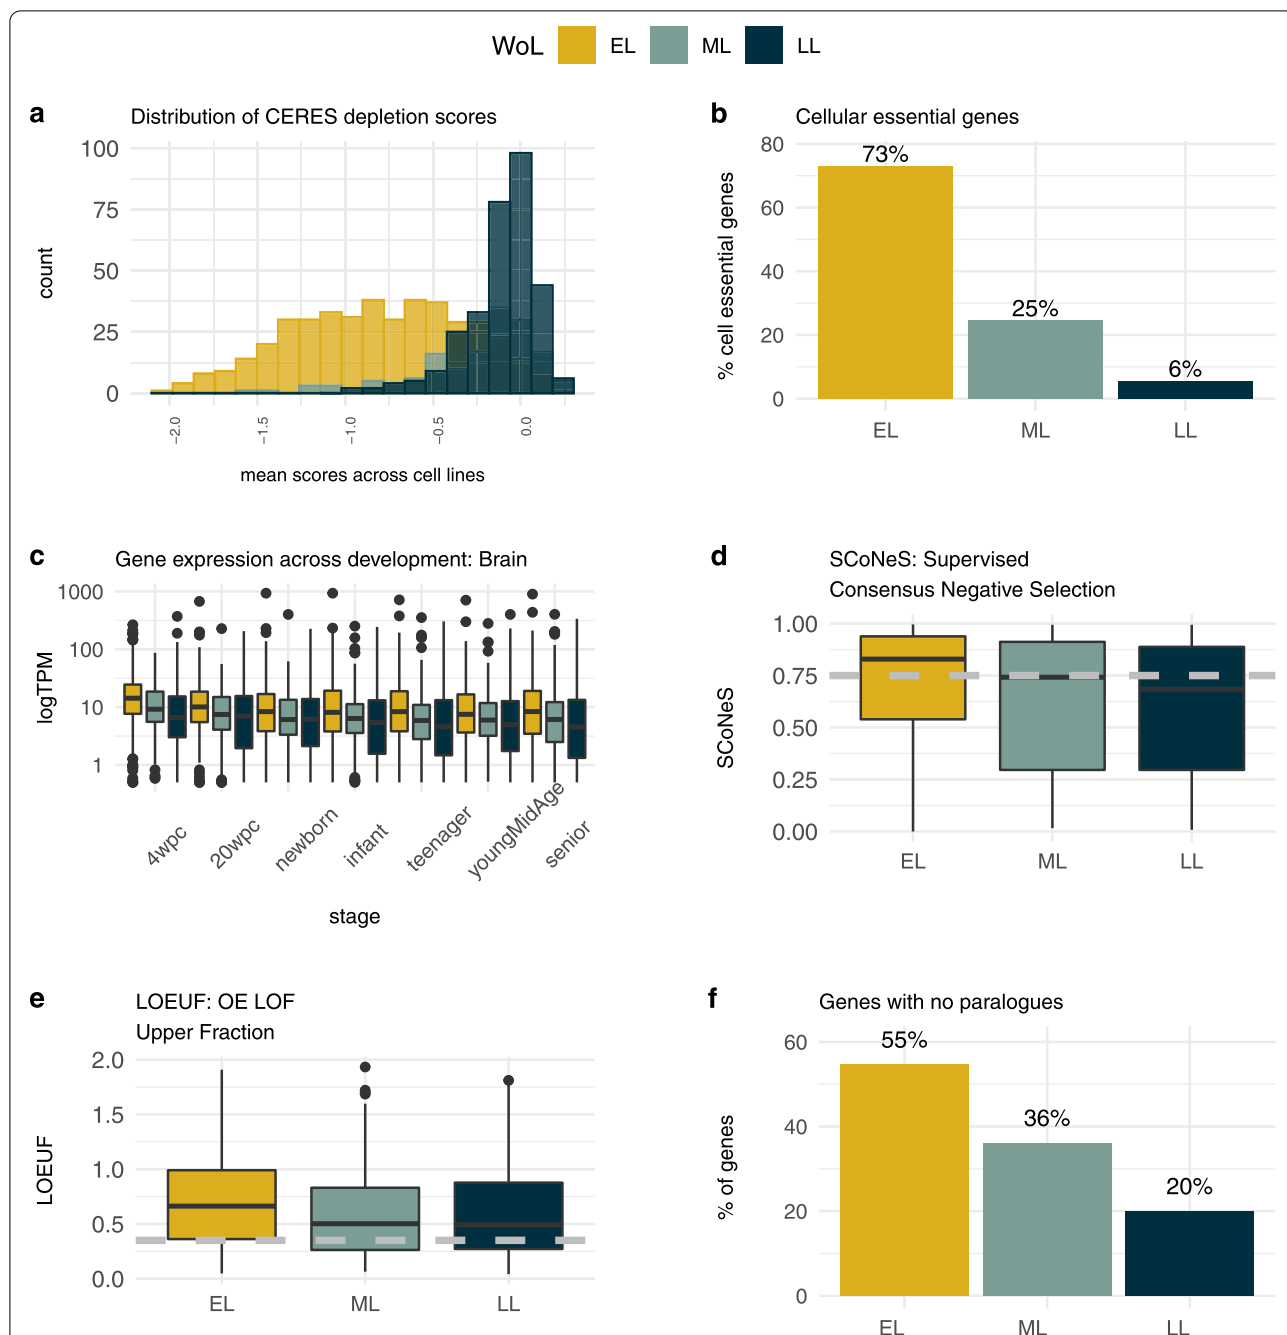 WoL EL ML LL
a Distribution of CERES depletion scores
100
75
50
25
0
count
−2.0 −1.5 −1.0 −0.5 0.0
mean scores across cell lines
b Cellular essential genes
80
60
40
20
0
% cell essential genes
73%
25%
6%
EL ML LL
c Gene expression across development: Brain
1000
100
10
1
logTPM
4wpc 20wpc newborn infant teenager youngMidAge senior
stage
d SCoNeS: Supervised
Consensus Negative Selection
1.00
0.75
0.50
0.25
0.00
SCoNeS
EL ML LL
e LOEUF: OE LOF
Upper Fraction
2.0
1.5
1.0
0.5
0.0
LOEUF
EL ML LL
f Genes with no paralogues
60
40
20
0
% of genes
55%
36%
20%
EL ML LL